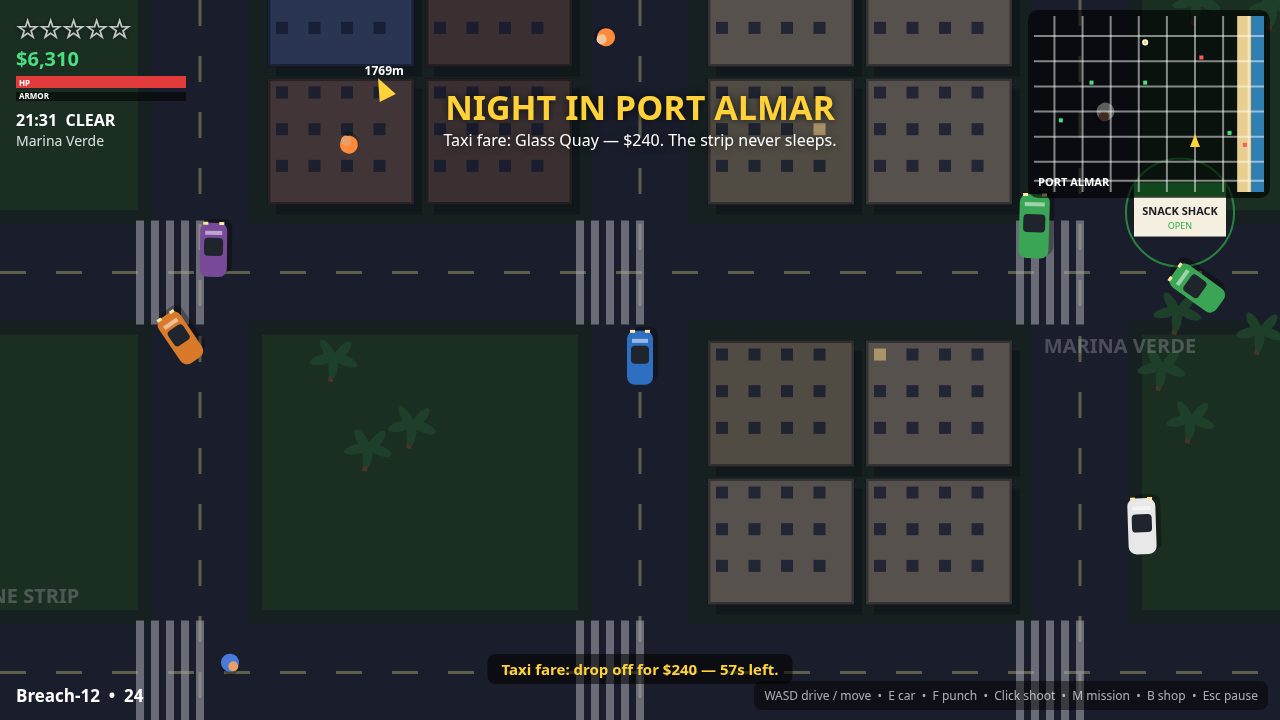 $6,310
HP
ARMOR
21:31 CLEAR
Marina Verde
1769m
NIGHT IN PORT ALMAR
Taxi fare: Glass Quay — $240. The strip never sleeps.
PORT ALMAR
SNACK SHACK
OPEN
MARINA VERDE
NE STRIP
Taxi fare: drop off for $240 — 57s left.
Breach-12 • 24
WASD drive / move • E car • F punch • Click shoot • M mission • B shop • Esc pause